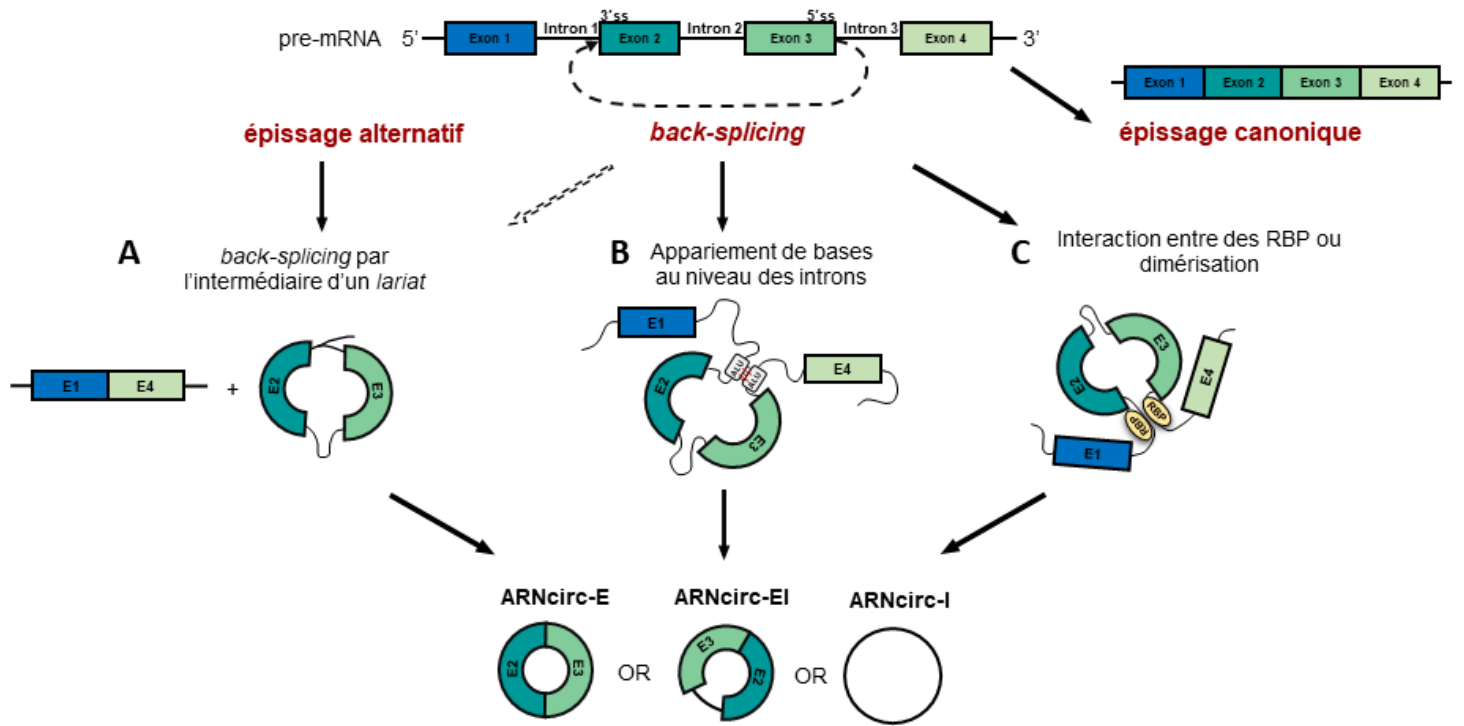 3'ss
5'ss
pre-mRNA 5' Exon 1 Intron 1 Exon 2 Intron 2 Exon 3 Intron 3 Exon 4 3'
Exon 1 Exon 2 Exon 3 Exon 4
épissage alternatif
back-splicing
épissage canonique
A
back-splicing par
l'intermédiaire d'un lariat
B
Appariement de bases
au niveau des introns
C
Interaction entre des RBP ou
dimérisation
E1 E4 + E2 E3
E1
ALU ALU
E4
E2
E3
E3
E2
E4
RBP RBP
E1
ARNcirc-E
ARNcirc-EI
ARNcirc-I
E2 E3 OR E3 E2 OR